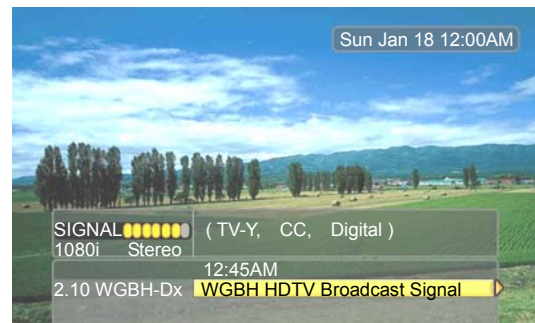 Sun Jan 18 12:00AM
SIGNAL ( TV-Y, CC, Digital )
1080i Stereo
12:45AM
2.10 WGBH-Dx WGBH HDTV Broadcast Signal